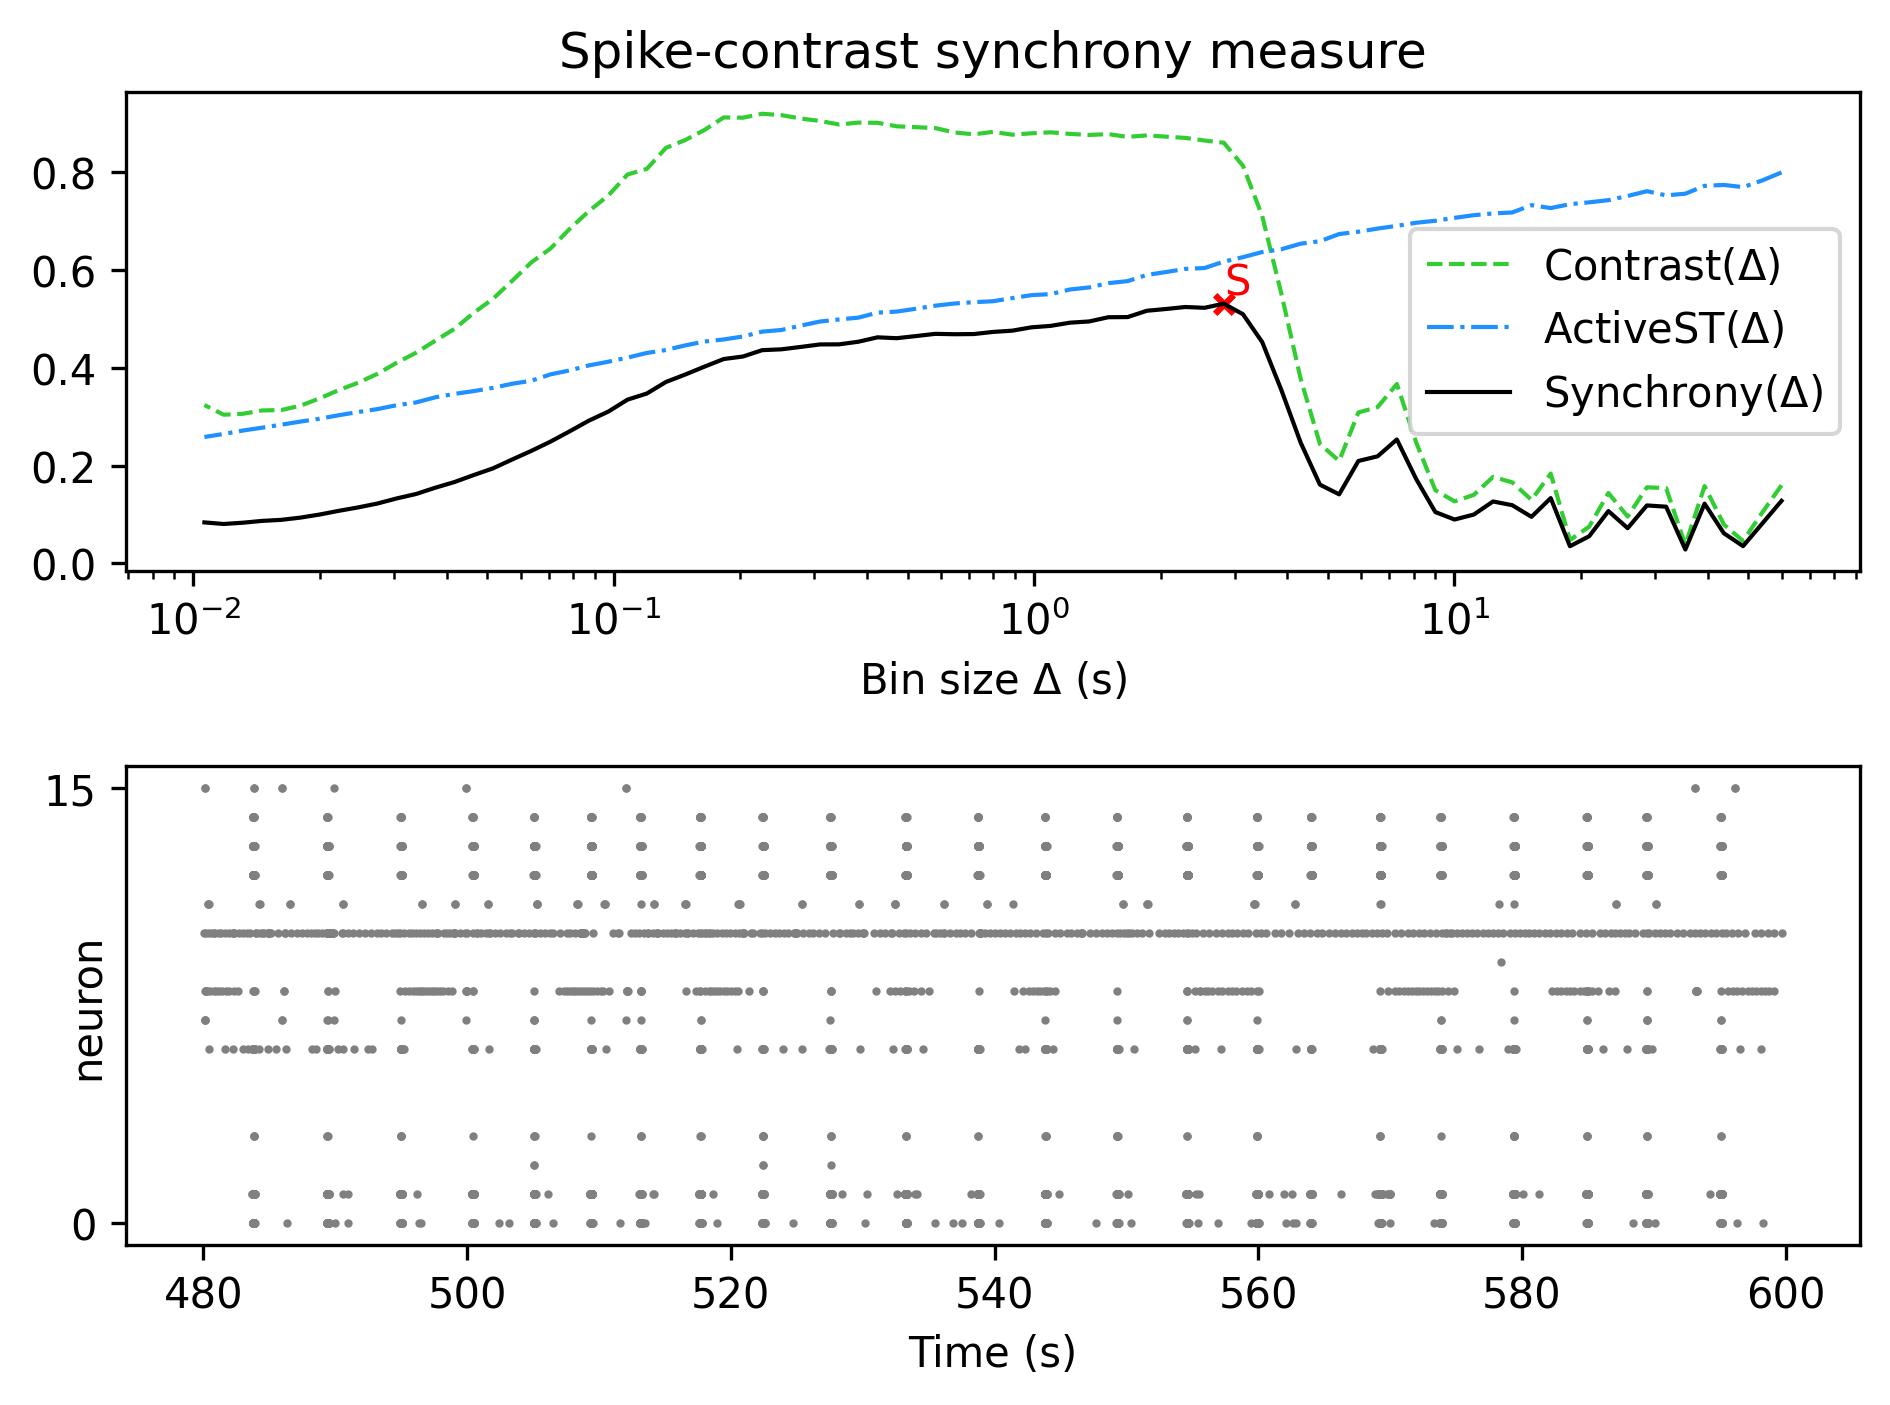 Spike-contrast synchrony measure
0.8
0.6
0.4
0.2
0.0
S
Contrast(Δ)
ActiveST(Δ)
Synchrony(Δ)
10⁻² 10⁻¹ 10⁰ 10¹
Bin size Δ (s)
15
neuron
0
480 500 520 540 560 580 600
Time (s)